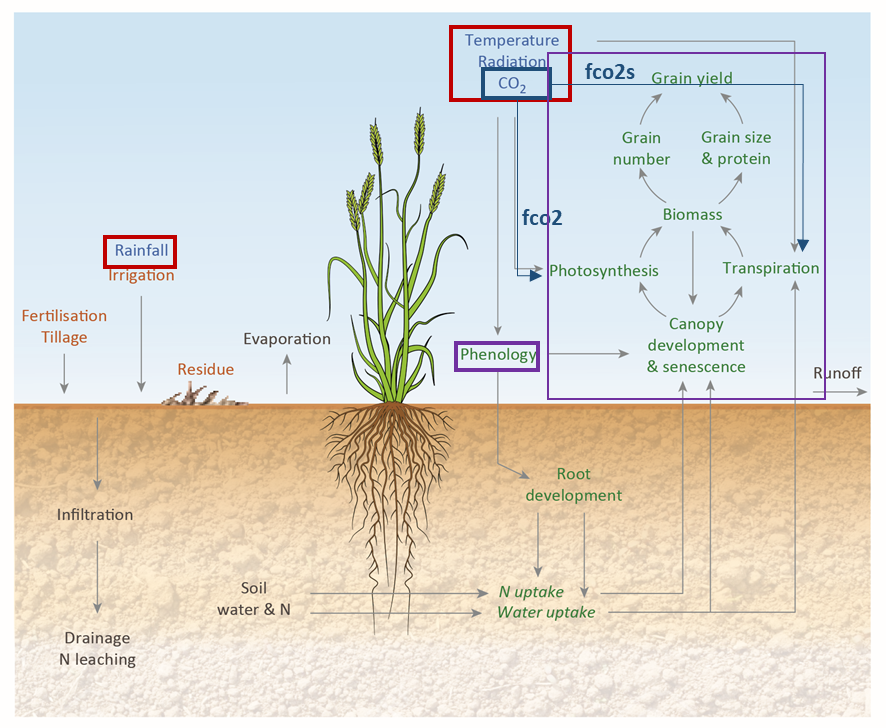 Temperature
Radiation
CO₂
fco2s
Grain yield
Grain
number
Grain size
& protein
Biomass
fco2
Rainfall
Irrigation
Photosynthesis
Transpiration
Fertilisation
Tillage
Evaporation
Canopy
development
& senescence
Phenology
Residue
Runoff
Root
development
Infiltration
Soil
water & N
N uptake
Water uptake
Drainage
N leaching